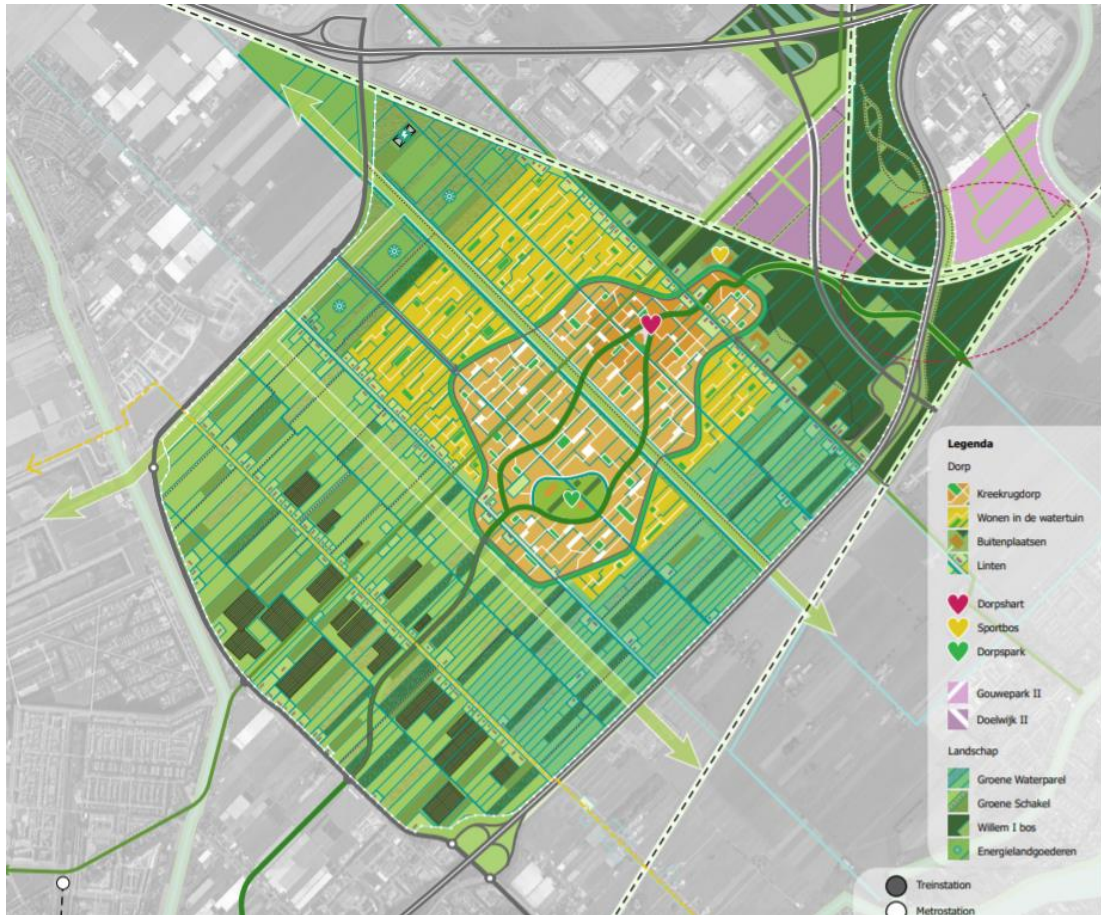 Legenda
Dorp
Kreekrugdorp
Wonen in de watertuin
Buitenplaatsen
Linten
Dorpshart
Sportbos
Dorpspark
Gouwepark II
Doelwijk II
Landschap
Groene Waterparel
Groene Schakel
Willem I bos
Energielandgoederen
Treinstation
Metrostation